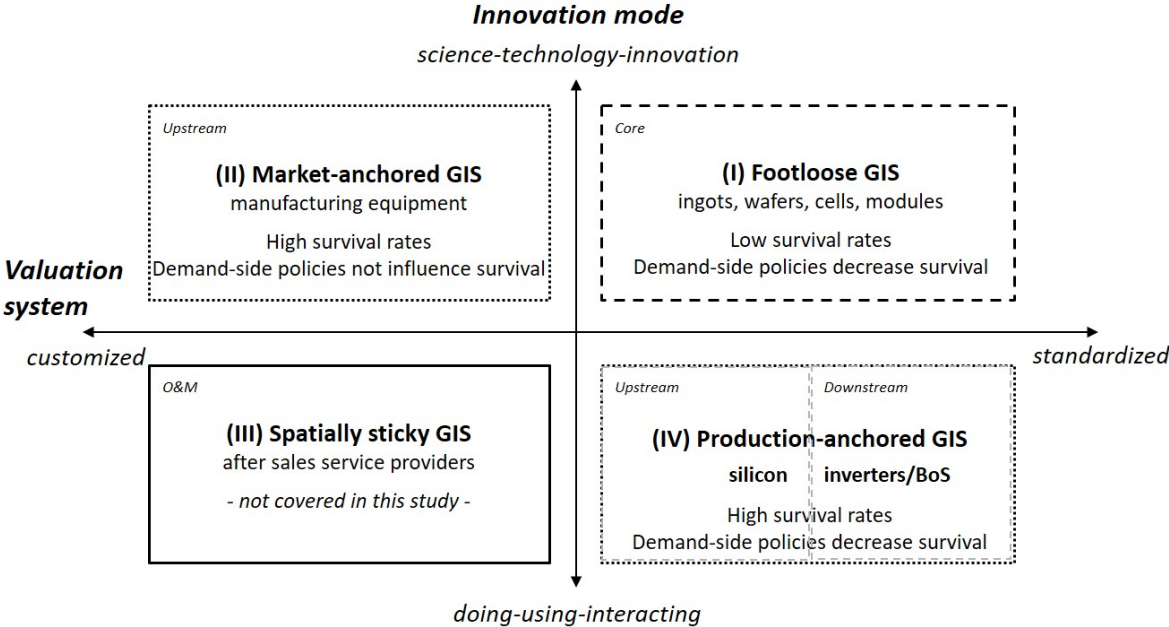 Innovation mode
science-technology-innovation
Upstream
(II) Market-anchored GIS
manufacturing equipment
High survival rates
Demand-side policies not influence survival
Core
(I) Footloose GIS
ingots, wafers, cells, modules
Low survival rates
Demand-side policies decrease survival
Valuation
system
customized
standardized
O&M
(III) Spatially sticky GIS
after sales service providers
- not covered in this study -
Upstream
Downstream
(IV) Production-anchored GIS
silicon
inverters/BoS
High survival rates
Demand-side policies decrease survival
doing-using-interacting